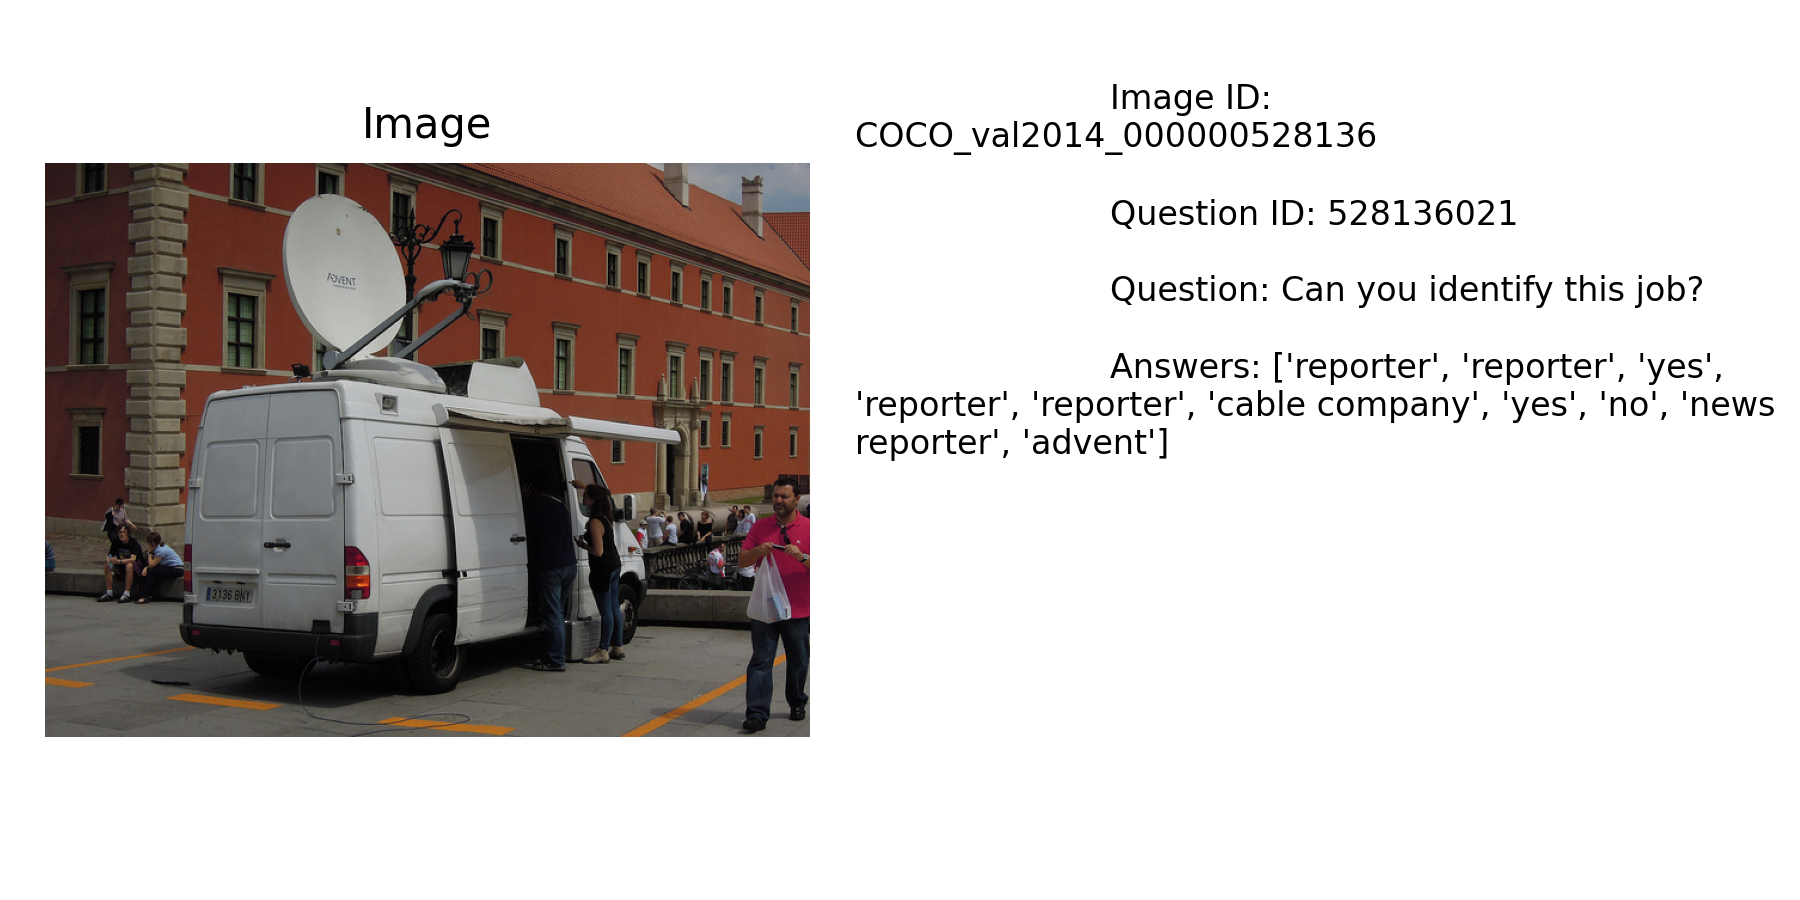 Image
ADVENT
3136 BNY
Image ID:
COCO_val2014_000000528136
Question ID: 528136021
Question: Can you identify this job?
Answers: ['reporter', 'reporter', 'yes',
'reporter', 'reporter', 'cable company', 'yes', 'no', 'news
reporter', 'advent']